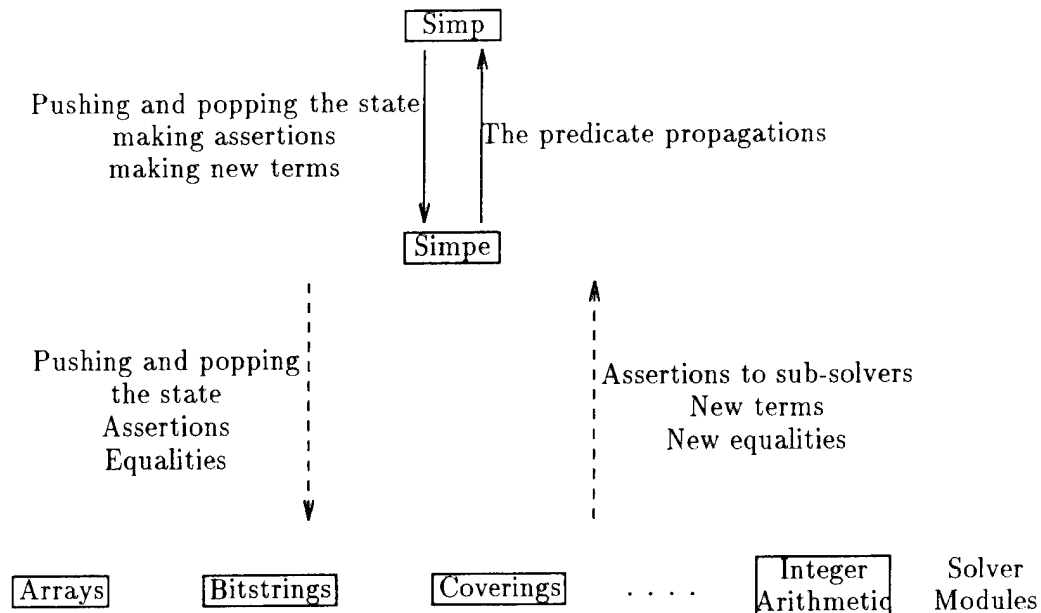 Simp
Pushing and popping the state
making assertions
making new terms
The predicate propagations
Simpe
Pushing and popping
the state
Assertions
Equalities
Assertions to sub-solvers
New terms
New equalities
Arrays
Bitstrings
Coverings
. . . .
Integer
Arithmetic
Solver
Modules